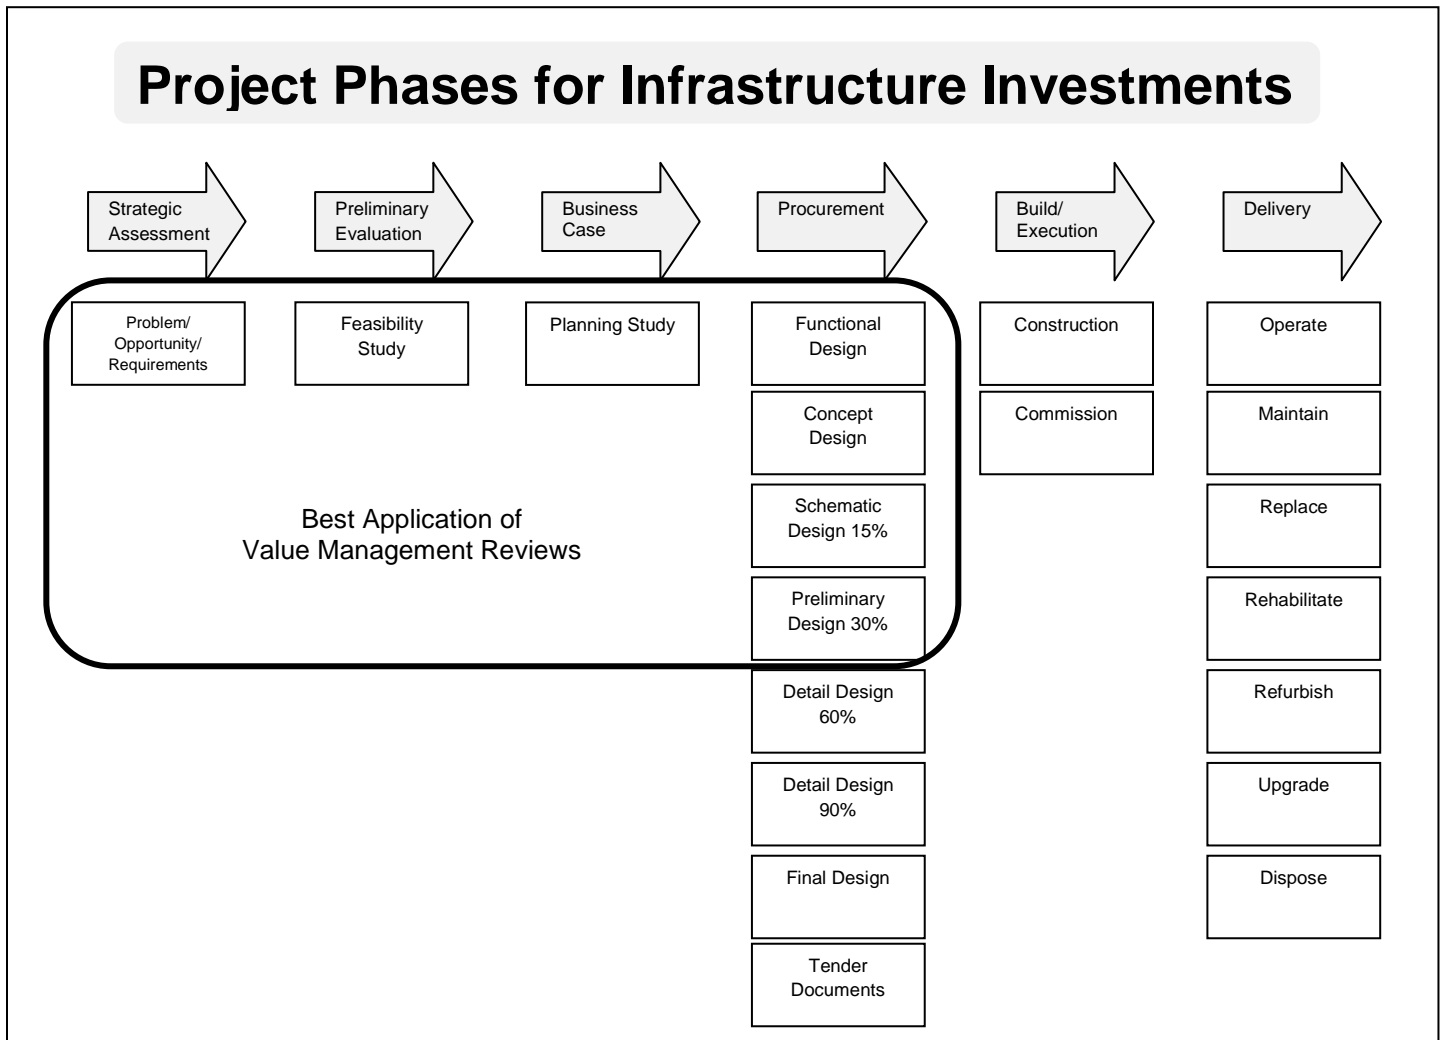 Project Phases for Infrastructure Investments
Strategic
Assessment
Preliminary
Evaluation
Business
Case
Procurement
Build/
Execution
Delivery
Problem/
Opportunity/
Requirements
Feasibility
Study
Planning Study
Functional
Design
Concept
Design
Schematic
Design 15%
Preliminary
Design 30%
Detail Design
60%
Detail Design
90%
Final Design
Tender
Documents
Construction
Commission
Operate
Maintain
Replace
Rehabilitate
Refurbish
Upgrade
Dispose
Best Application of
Value Management Reviews